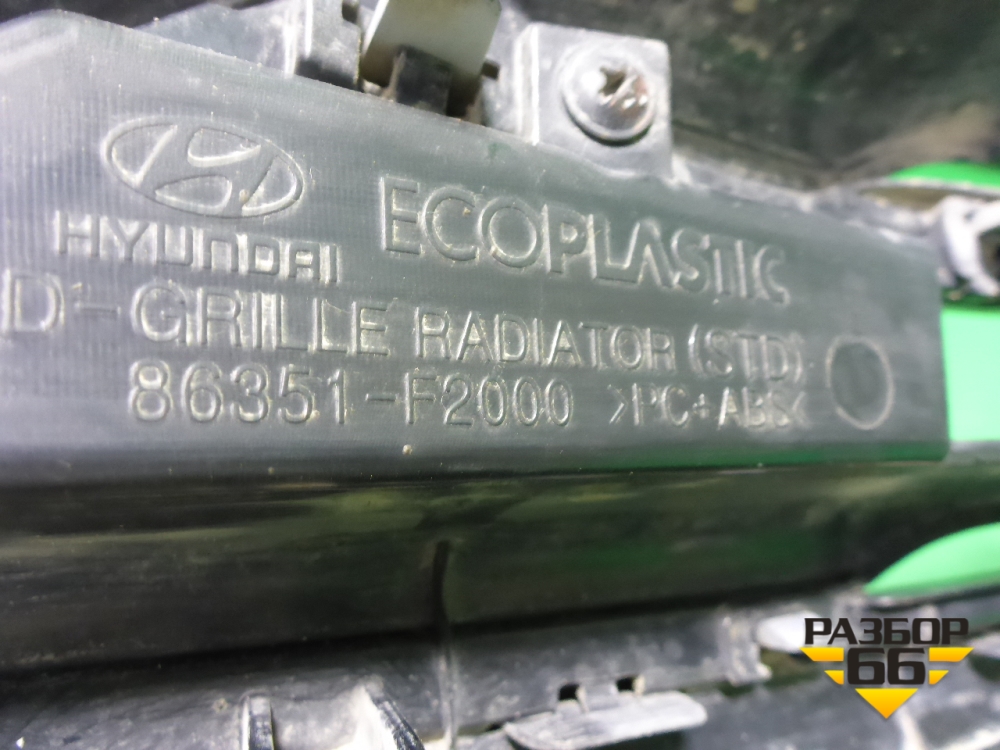 HYUNDAI
ECOPLASTIC
D-GRILLE RADIATOR (STD)
86351-F2000 >PC+ABS<
РАЗБОР
66